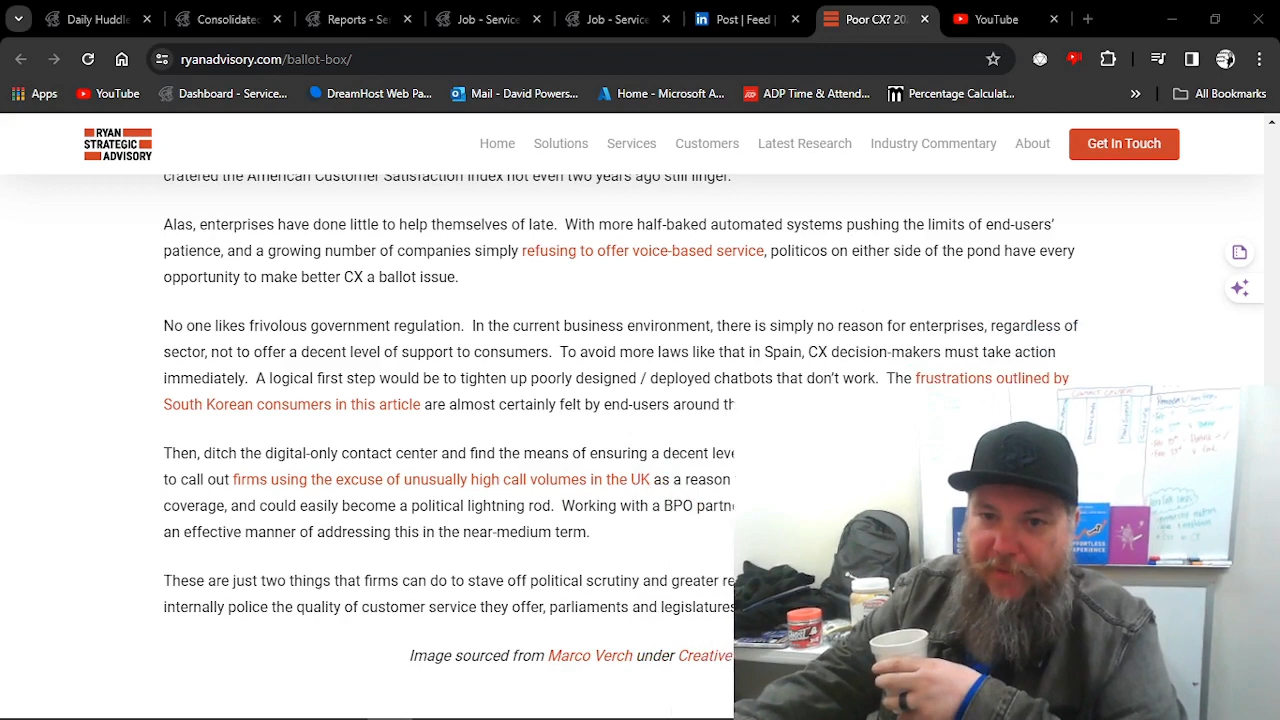 Daily Huddl
Consolidate
Reports - Se
Job - Service
Job - Service
Post | Feed |
Poor CX? 20
YouTube
ryanadvisory.com/ballot-box/
Apps
YouTube
Dashboard - Service...
DreamHost Web Pa...
Mail - David Powers...
Home - Microsoft A...
ADP Time & Attend...
Percentage Calculat...
All Bookmarks
RYAN
STRATEGIC
ADVISORY
Home
Solutions
Services
Customers
Latest Research
Industry Commentary
About
Get In Touch
cratered the American Customer Satisfaction Index not even two years ago still linger.
Alas, enterprises have done little to help themselves of late. With more half-baked automated systems pushing the limits of end-users’
patience, and a growing number of companies simply refusing to offer voice-based service, politicos on either side of the pond have every
opportunity to make better CX a ballot issue.
No one likes frivolous government regulation. In the current business environment, there is simply no reason for enterprises, regardless of
sector, not to offer a decent level of support to consumers. To avoid more laws like that in Spain, CX decision-makers must take action
immediately. A logical first step would be to tighten up poorly designed / deployed chatbots that don’t work. The frustrations outlined by
South Korean consumers in this article are almost certainly felt by end-users around th
Then, ditch the digital-only contact center and find the means of ensuring a decent leve
to call out firms using the excuse of unusually high call volumes in the UK as a reason
coverage, and could easily become a political lightning rod. Working with a BPO partn
an effective manner of addressing this in the near-medium term.
These are just two things that firms can do to stave off political scrutiny and greater re
internally police the quality of customer service they offer, parliaments and legislatures
Image sourced from Marco Verch under Creative
CONTACT CENTER
EFFORTLESS
EXPERIENCE